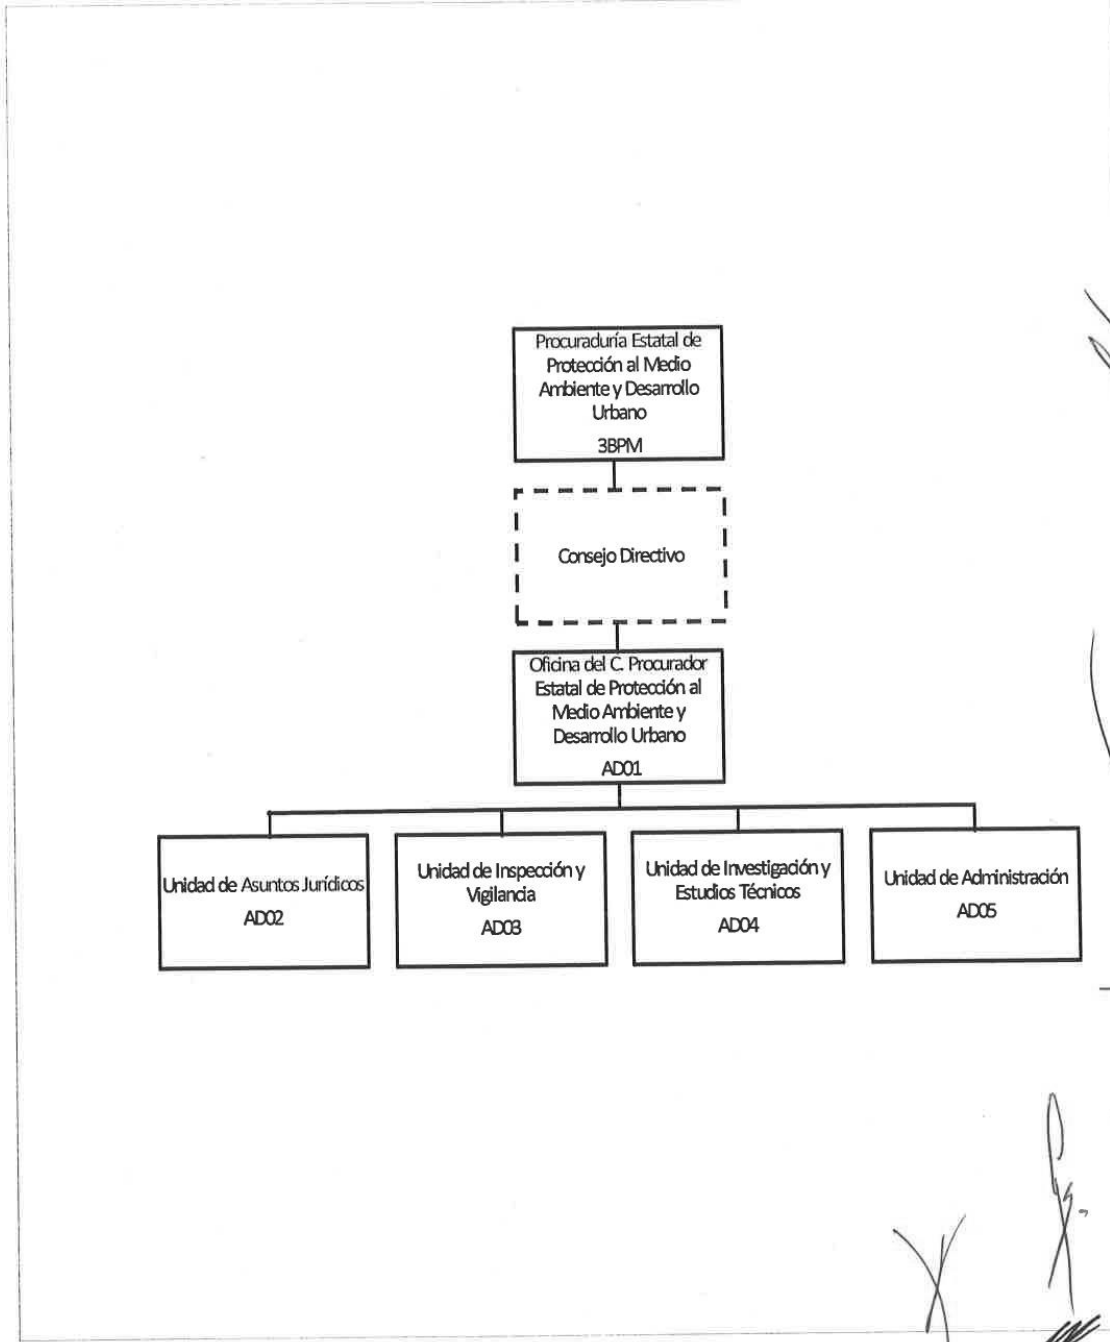 Procuraduría Estatal de
Protección al Medio
Ambiente y Desarrollo
Urbano
3BPM
Consejo Directivo
Oficina del C. Procurador
Estatal de Protección al
Medio Ambiente y
Desarrollo Urbano
AD01
Unidad de Asuntos Jurídicos
AD02
Unidad de Inspección y
Vigilancia
AD03
Unidad de Investigación y
Estudios Técnicos
AD04
Unidad de Administración
AD05